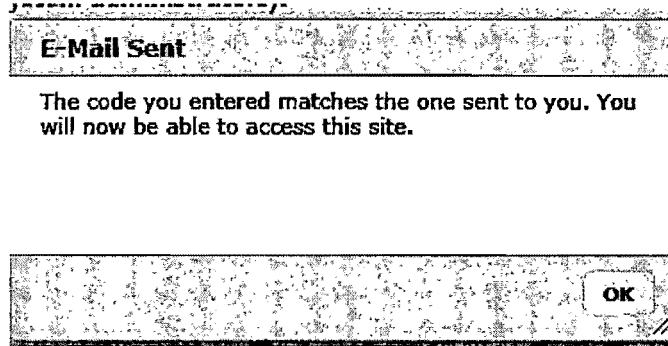 E-Mail Sent
The code you entered matches the one sent to you. You
will now be able to access this site.
OK